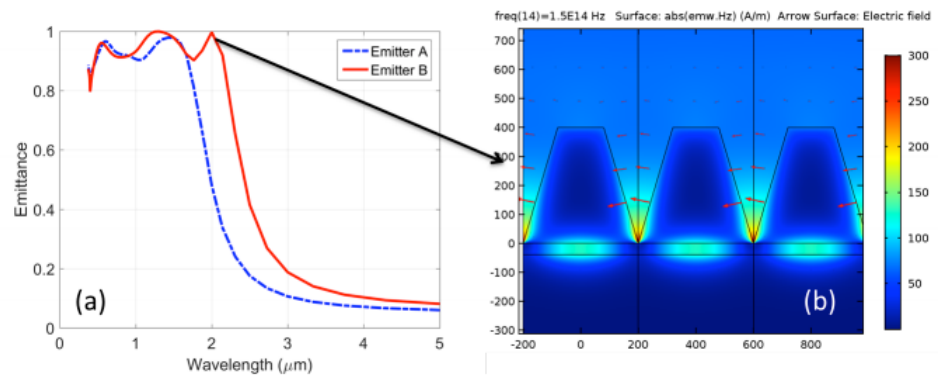 freq(14)=1.5E14 Hz   Surface: abs(emw.Hz) (A/m)  Arrow Surface: Electric field
1
0.8
0.6
0.4
0.2
0
Emittance
Emitter A
Emitter B
(a)
0 1 2 3 4 5
Wavelength (μm)
700
600
500
400
300
200
100
0
-100
-200
-300
(b)
-200 0 200 400 600 800
300
250
200
150
100
50